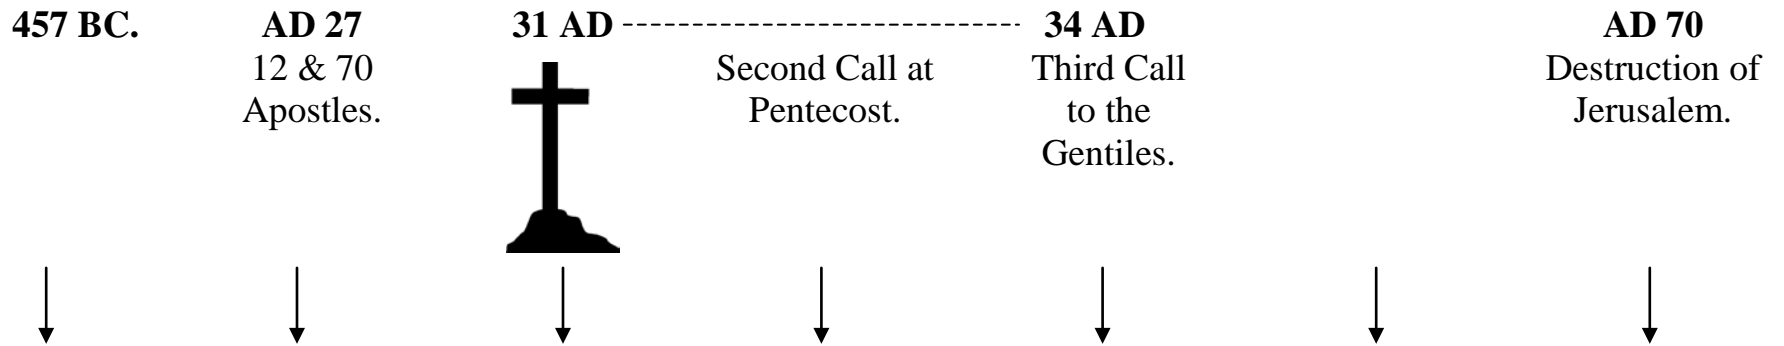 457 BC.
AD 27
12 & 70
Apostles.
31 AD
Second Call at
Pentecost.
34 AD
Third Call
to the
Gentiles.
AD 70
Destruction of
Jerusalem.